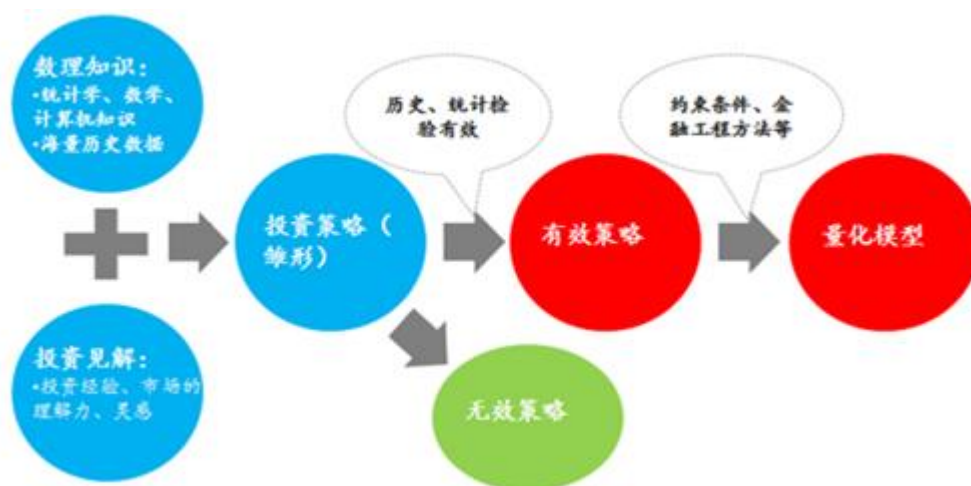 数理知识：
•统计学、数学、
计算机知识
•海量历史数据
历史、统计检
验有效
约束条件、金
融工程方法等
投资策略（
雏形）
有效策略
量化模型
投资见解：
•投资经验、市场的
理解力、灵感
无效策略